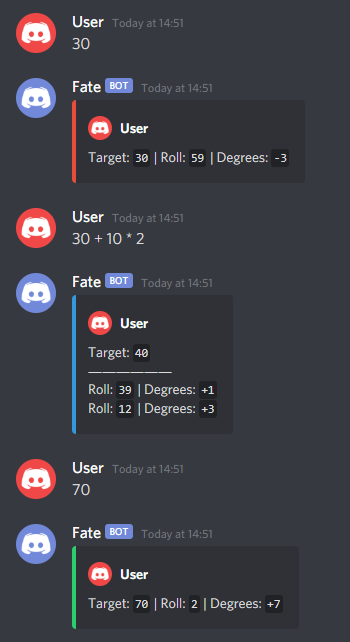 User Today at 14:51
30
Fate BOT Today at 14:51
User
Target: 30 | Roll: 59 | Degrees: -3
User Today at 14:51
30 + 10 * 2
Fate BOT Today at 14:51
User
Target: 40
——————
Roll: 39 | Degrees: +1
Roll: 12 | Degrees: +3
User Today at 14:51
70
Fate BOT Today at 14:51
User
Target: 70 | Roll: 2 | Degrees: +7